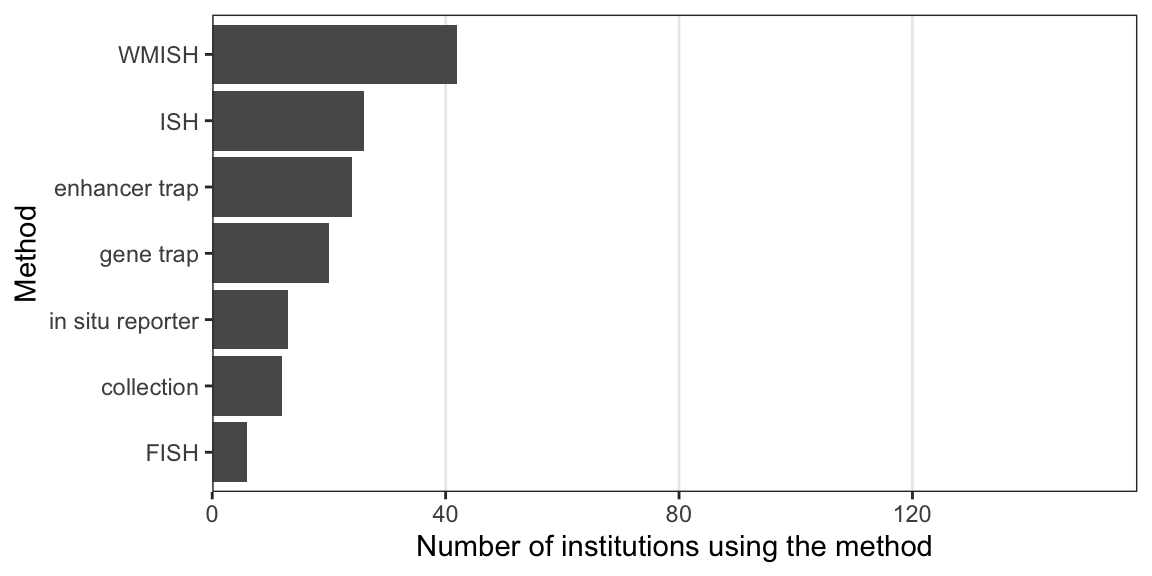 Method
WMISH
ISH
enhancer trap
gene trap
in situ reporter
collection
FISH
0 40 80 120
Number of institutions using the method